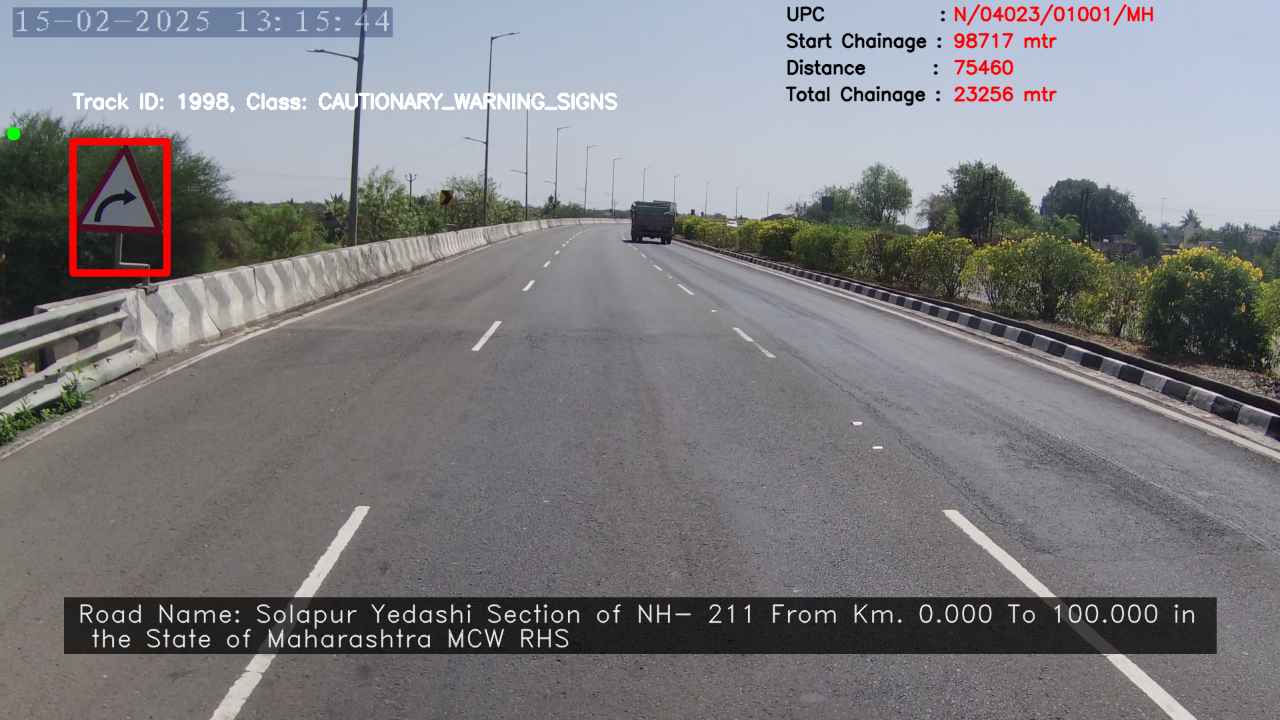 15-02-2025 13:15:44
UPC : N/04023/01001/MH
Start Chainage : 98717 mtr
Distance : 75460
Total Chainage : 23256 mtr
Track ID: 1998, Class: CAUTIONARY_WARNING_SIGNS
Road Name: Solapur Yedashi Section of NH- 211 From Km. 0.000 To 100.000 in
the State of Maharashtra MCW RHS